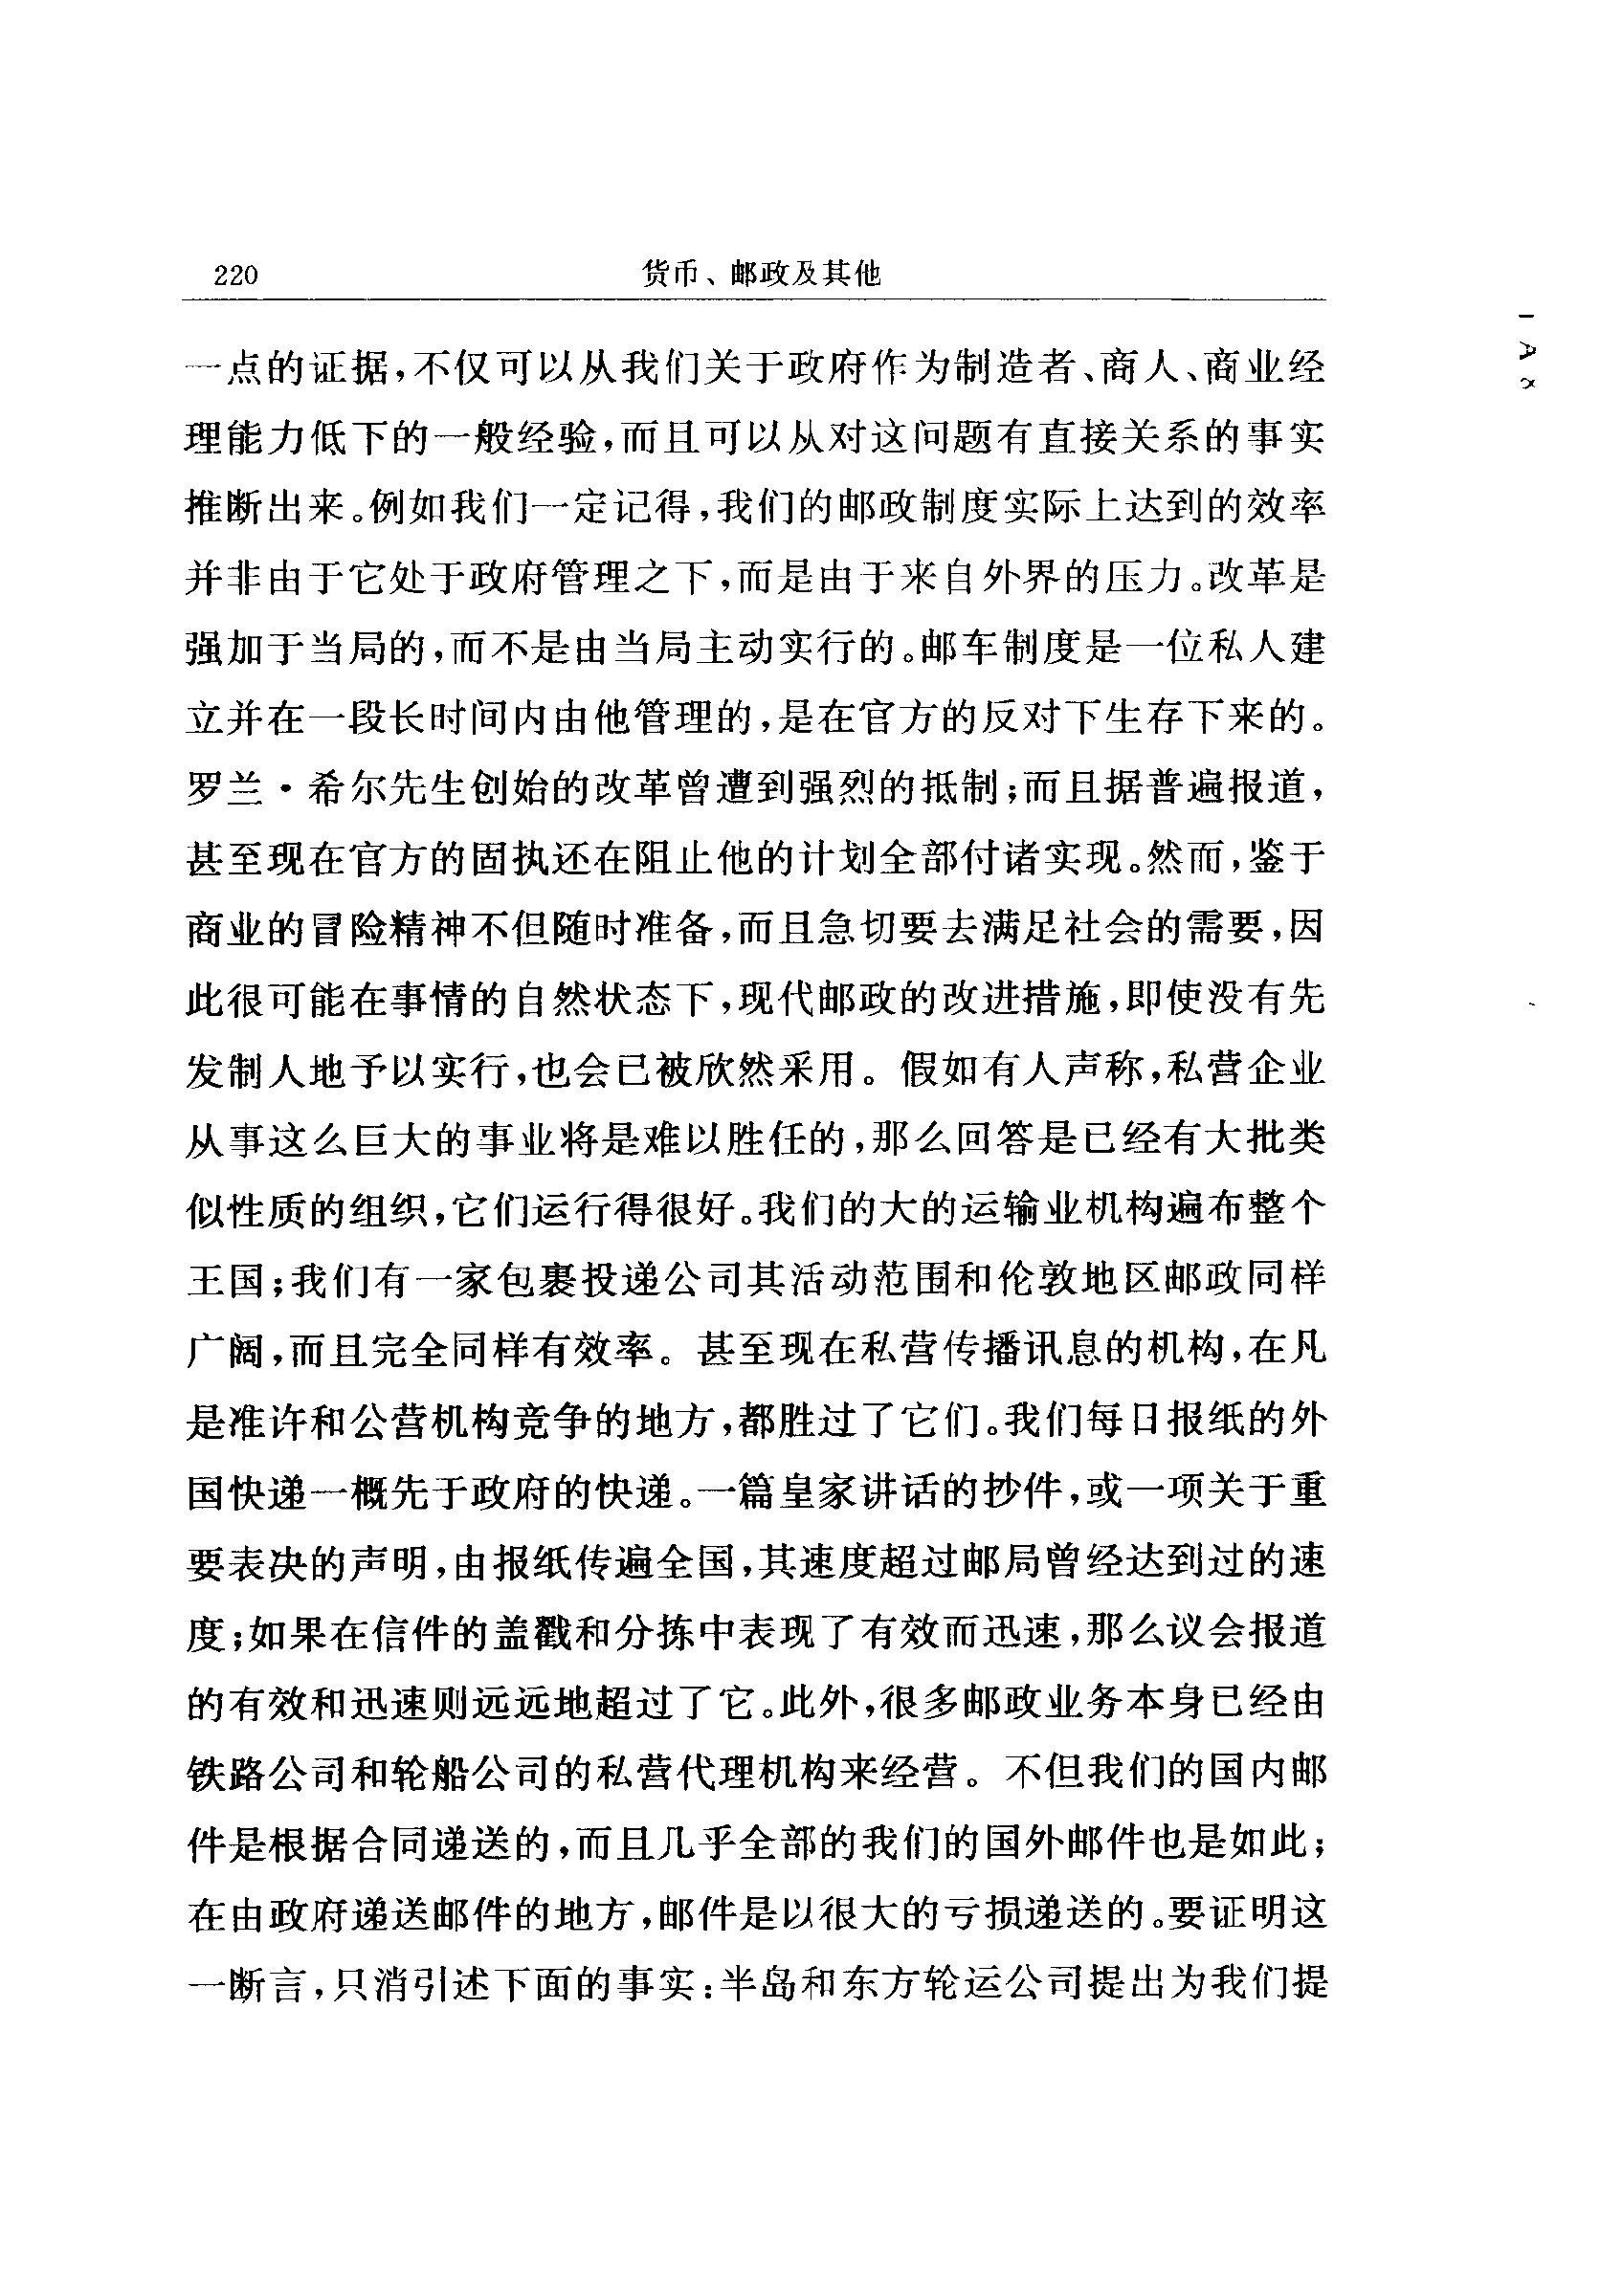 220
货币、邮政及其他
一点的证据,不仅可以从我们关于政府作为制造者、商人、商业经
理能力低下的一般经验,而且可以从对这问题有直接关系的事实
推断出来。例如我们一定记得,我们的邮政制度实际上达到的效率
并非由于它处于政府管理之下,而是由于来自外界的压力。改革是
强加于当局的,而不是由当局主动实行的。邮车制度是一位私人建
立并在一段长时间内由他管理的,是在官方的反对下生存下来的。
罗兰·希尔先生创始的改革曾遭到强烈的抵制;而且据普遍报道,
甚至现在官方的固执还在阻止他的计划全部付诸实现。然而,鉴于
商业的冒险精神不但随时准备,而且急切要去满足社会的需要,因
此很可能在事情的自然状态下,现代邮政的改进措施,即使没有先
发制人地予以实行,也会已被欣然采用。假如有人声称,私营企业
从事这么巨大的事业将是难以胜任的,那么回答是已经有大批类
似性质的组织,它们运行得很好。我们的大的运输业机构遍布整个
王国;我们有一家包裹投递公司其活动范围和伦敦地区邮政同样
广阔,而且完全同样有效率。甚至现在私营传播讯息的机构,在凡
是准许和公营机构竞争的地方,都胜过了它们。我们每日报纸的外
国快递一概先于政府的快递。一篇皇家讲话的抄件,或一项关于重
要表决的声明,由报纸传遍全国,其速度超过邮局曾经达到过的速
度;如果在信件的盖戳和分拣中表现了有效而迅速,那么议会报道
的有效和迅速则远远地超过了它。此外,很多邮政业务本身已经由
铁路公司和轮船公司的私营代理机构来经营。不但我们的国内邮
件是根据合同递送的,而且几乎全部的我们的国外邮件也是如此;
在由政府递送邮件的地方,邮件是以很大的亏损递送的。要证明这
一断言,只消引述下面的事实:半岛和东方轮运公司提出为我们提